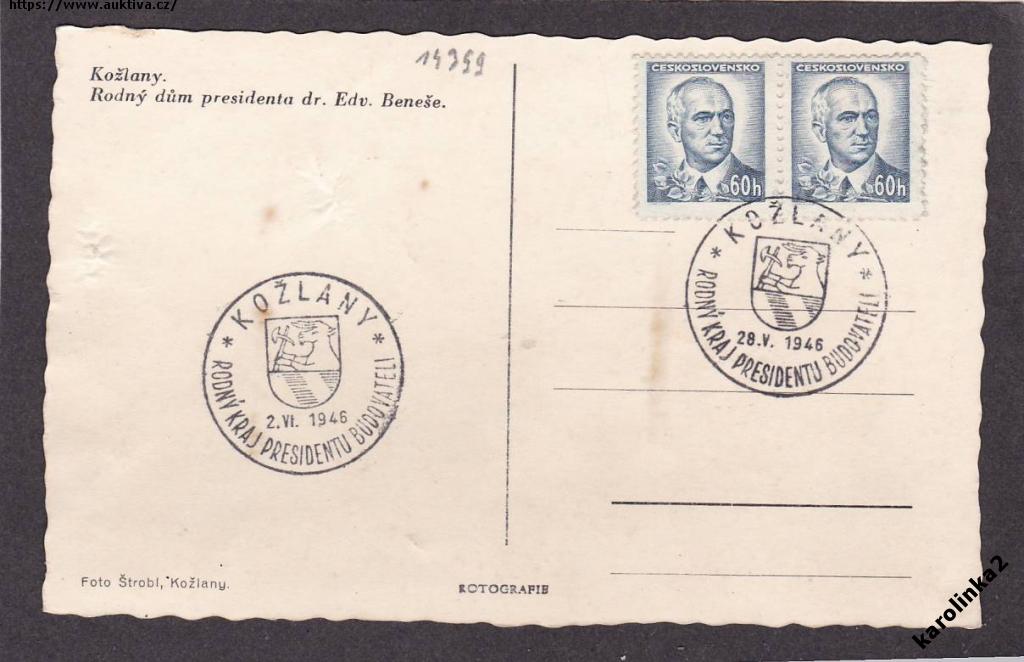 https://www.auktiva.cz/
14399
Kožlany.
Rodný dům presidenta dr. Edv. Beneše.
ČESKOSLOVENSKO
60h
ČESKOSLOVENSKO
60h
* KOŽLANY *
28.V. 1946
RODNÝ KRAJ PRESIDENTU BUDOVATELI
* KOŽLANY *
2.VI. 1946
RODNÝ KRAJ PRESIDENTU BUDOVATELI
Foto Štrobl, Kožlany.
ROTOGRAFIE
karolinka2